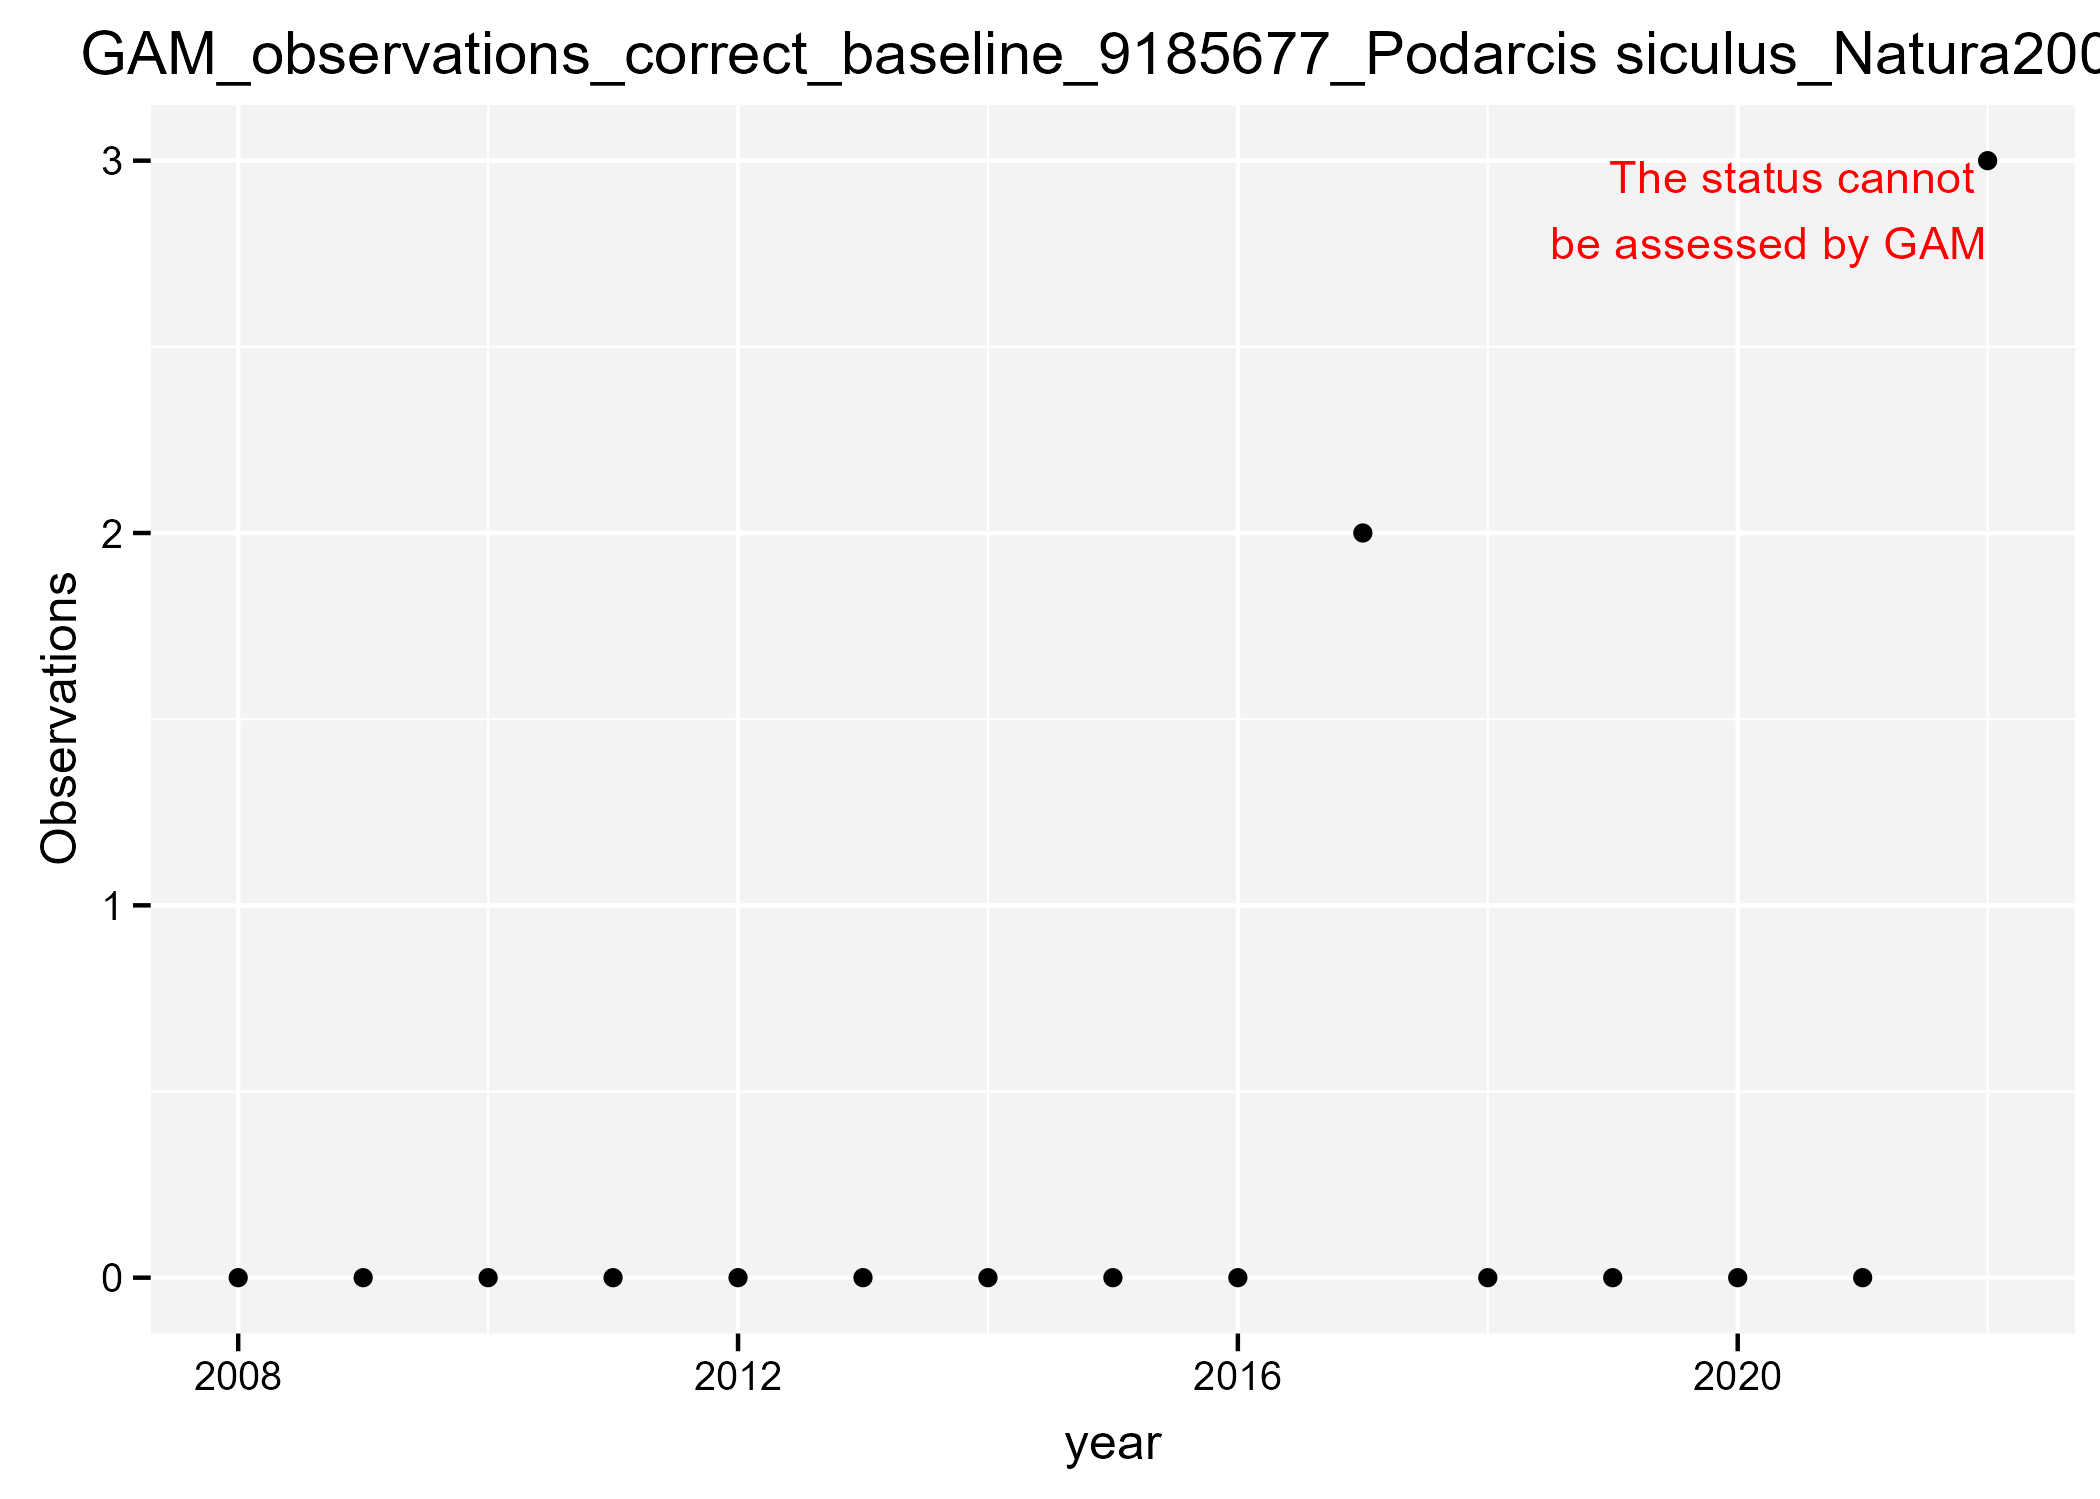 GAM_observations_correct_baseline_9185677_Podarcis siculus_Natura200
3
The status cannot
be assessed by GAM
2
Observations
1
0
2008 2012 2016 2020
year